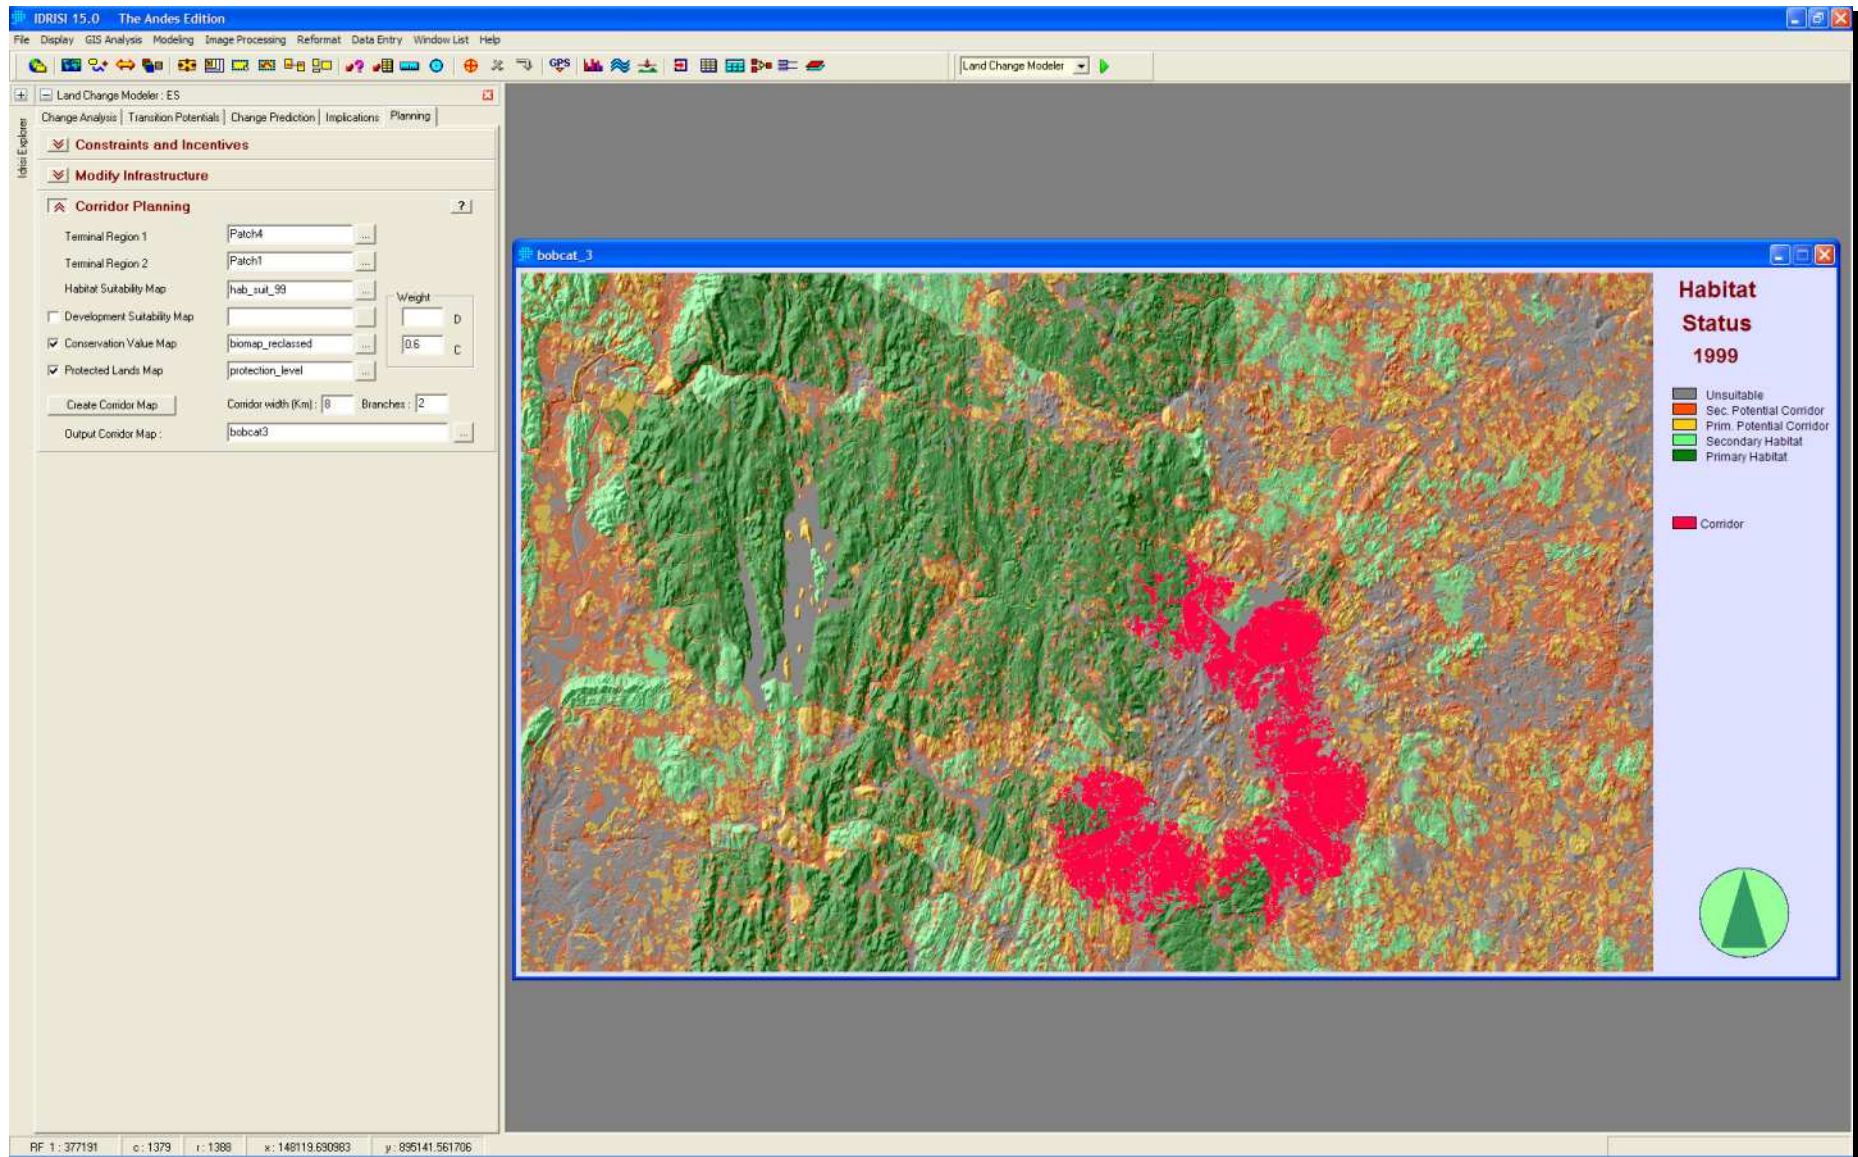 IDRISI 15.0 The Andes Edition
File Display GIS Analysis Modeling Image Processing Reformat Data Entry Window List Help
GPS
Land Change Modeler
Idrisi Explorer
Land Change Modeler : ES
Change Analysis Transition Potentials Change Prediction Implications Planning
Constraints and Incentives
Modify Infrastructure
Corridor Planning ?
Terminal Region 1 Patch4 ...
Terminal Region 2 Patch1 ...
Habitat Suitability Map hab_suit_99 ...
Weight
Development Suitability Map D
Conservation Value Map biomap_reclassed ... 0.6 C
Protected Lands Map protection_level ...
Create Corridor Map Corridor width (Km) : 8 Branches : 2
Output Corridor Map : bobcat3 ...
bobcat_3
Habitat
Status
1999
Unsuitable
Sec. Potential Corridor
Prim. Potential Corridor
Secondary Habitat
Primary Habitat
Corridor
RF 1 : 377191 c : 1379 r : 1388 x : 148119.690983 y : 895141.561706